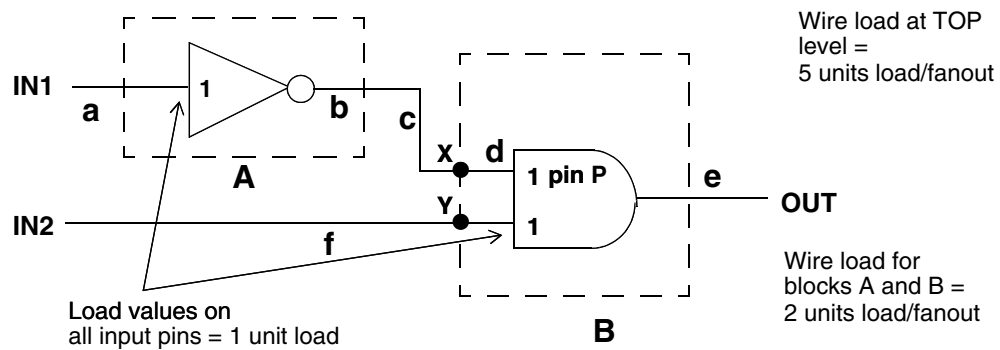 Wire load at TOP
level =
5 units load/fanout
IN1
a
1
b
c
A
X
d
1 pin P
e
OUT
Y
1
IN2
f
Wire load for
blocks A and B =
2 units load/fanout
Load values on
all input pins = 1 unit load
B